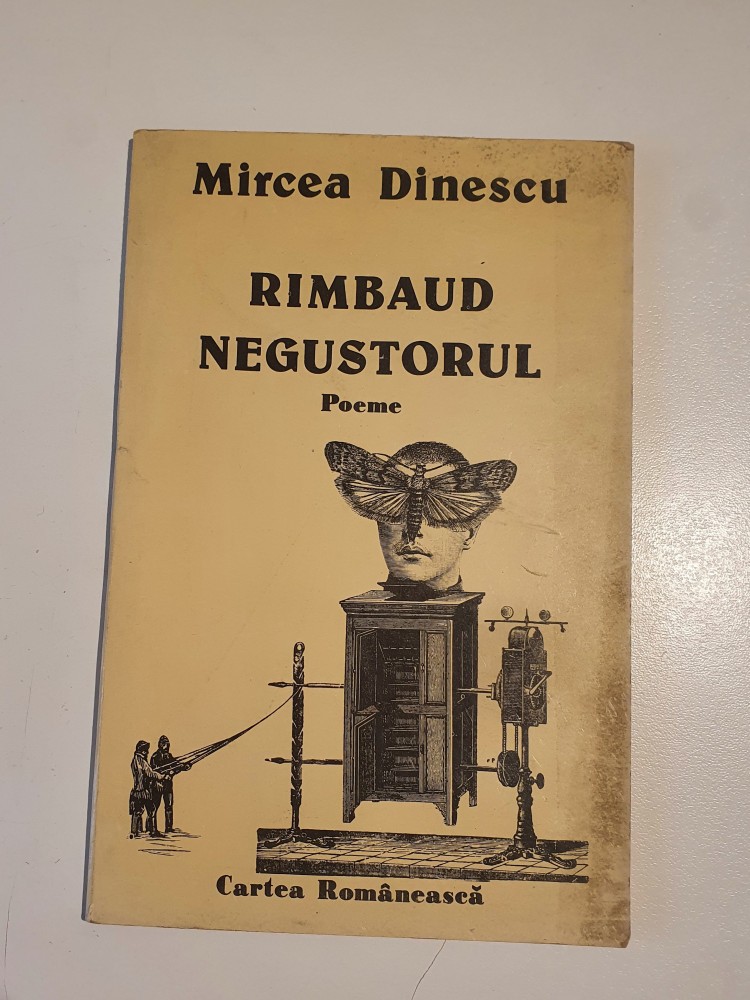 Mircea Dinescu
RIMBAUD
NEGUSTORUL
Poeme
Cartea Românească